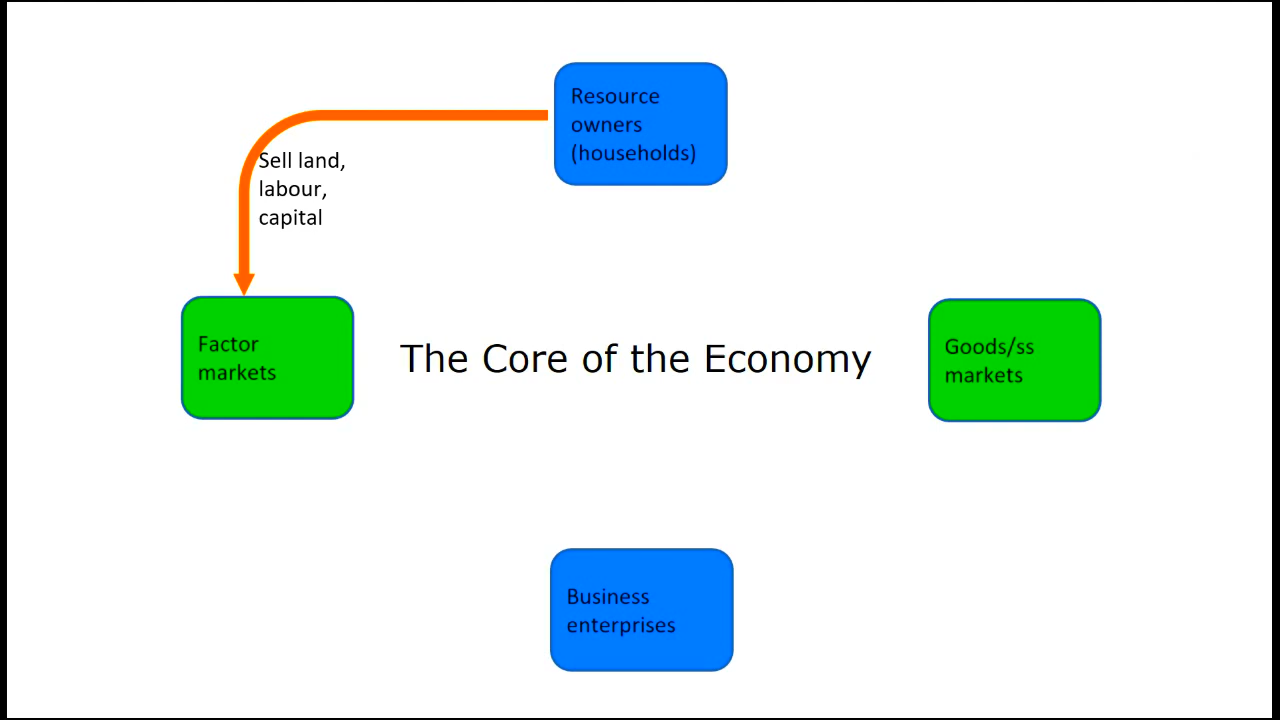 Resource
owners
(households)
Sell land,
labour,
capital
Factor
markets
The Core of the Economy
Goods/ss
markets
Business
enterprises